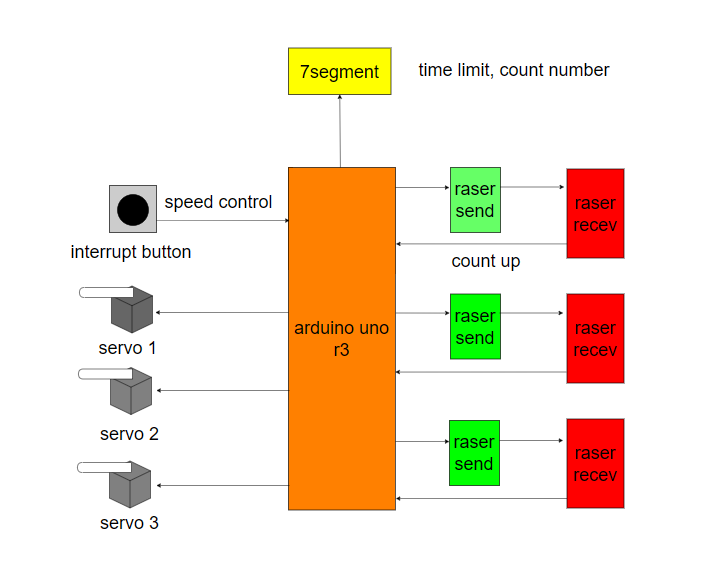 7segment
time limit, count number
speed control
interrupt button
servo 1
servo 2
servo 3
arduino uno
r3
raser
send
raser
recev
count up
raser
send
raser
recev
raser
send
raser
recev